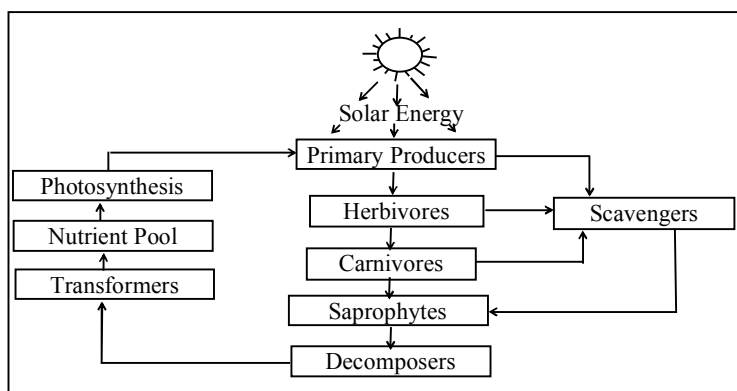 Solar Energy
Primary Producers
Photosynthesis
Herbivores
Scavengers
Nutrient Pool
Carnivores
Transformers
Saprophytes
Decomposers